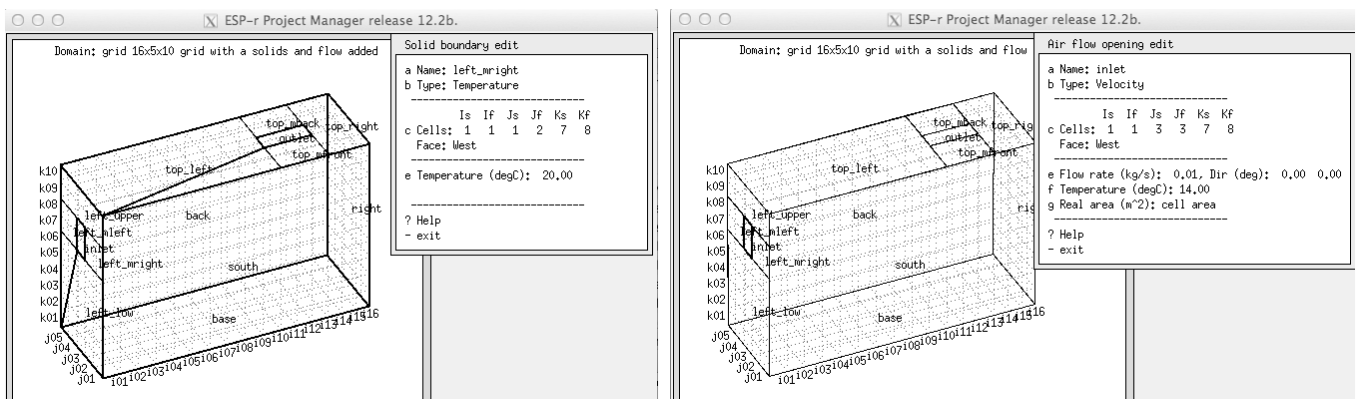 ESP-r Project Manager release 12.2b.
Domain: grid 16x5x10 grid with a solids and flow added
top_mback
top_right
outlet
top_mfront
top_left
k10
k09
k08
k07
k06
k05
k04
k03
k02
k01
left_upper
back
right
left_mleft
inlet
left_mright
south
left_low
base
j05
j04
j03
j02
j01
i01 i02 i03 i04 i05 i06 i07 i08 i09 i10 i11 i12 i13 i14 i15 i16
Solid boundary edit
a Name: left_mright
b Type: Temperature
Is If Js Jf Ks Kf
c Cells: 1 1 1 2 7 8
Face: West
e Temperature (degC): 20.00
? Help
- exit
ESP-r Project Manager release 12.2b.
Domain: grid 16x5x10 grid with a solids and flow
top_mback
top_rig
outlet
top_mfront
top_left
k10
k09
k08
k07
k06
k05
k04
k03
k02
k01
left_upper
back
rig
left_mleft
inlet
left_mright
south
left_low
base
j05
j04
j03
j02
j01
i01 i02 i03 i04 i05 i06 i07 i08 i09 i10 i11 i12 i13 i14 i15 i16
Air flow opening edit
a Name: inlet
b Type: Velocity
Is If Js Jf Ks Kf
c Cells: 1 1 3 3 7 8
Face: West
e Flow rate (kg/s): 0.01, Dir (deg): 0.00 0.00
f Temperature (degC): 14.00
g Real area (m^2): cell area
? Help
- exit